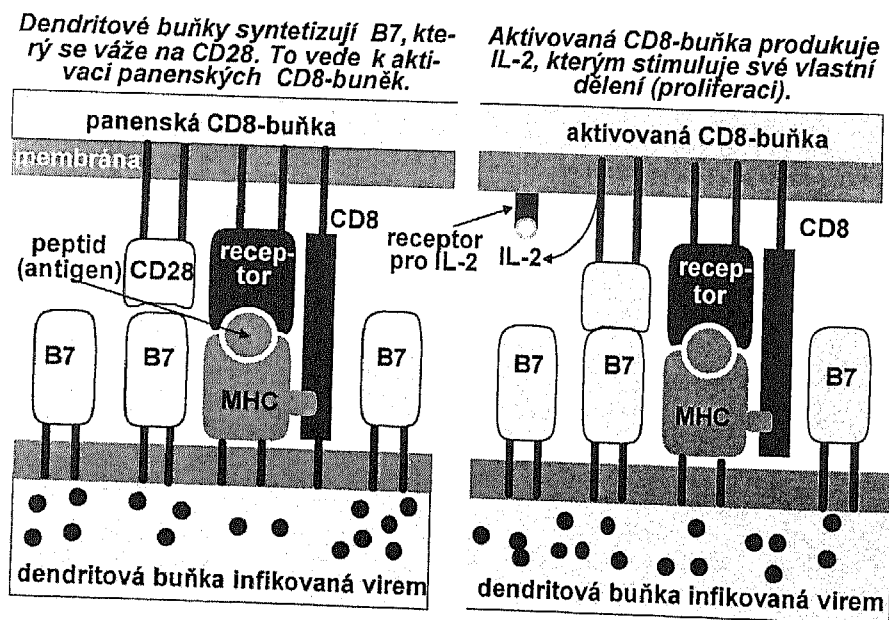 Dendritové buňky syntetizují B7, kte-
rý se váže na CD28. To vede k akti-
vaci panenských CD8-buněk.
panenská CD8-buňka
membrána
CD8
peptid
(antigen)
CD28
recep-
tor
B7
B7
B7
MHC
dendritová buňka infikovaná virem
Aktivovaná CD8-buňka produkuje
IL-2, kterým stimuluje své vlastní
dělení (proliferaci).
aktivovaná CD8-buňka
CD8
receptor
pro IL-2
IL-2
recep-
tor
B7
B7
B7
MHC
dendritová buňka infikovaná virem